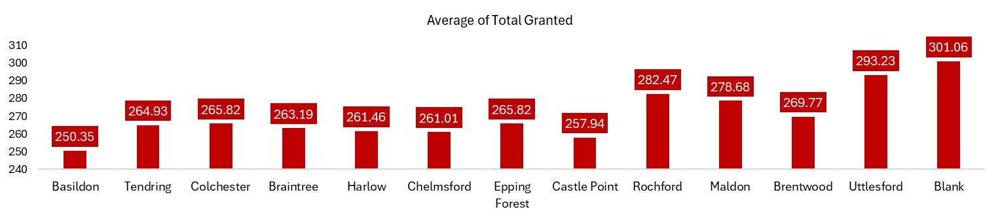 Average of Total Granted
310
300
290
280
270
260
250
240
250.35
264.93
265.82
263.19
261.46
261.01
265.82
257.94
282.47
278.68
269.77
293.23
301.06
Basildon
Tendring
Colchester
Braintree
Harlow
Chelmsford
Epping
Forest
Castle Point
Rochford
Maldon
Brentwood
Uttlesford
Blank